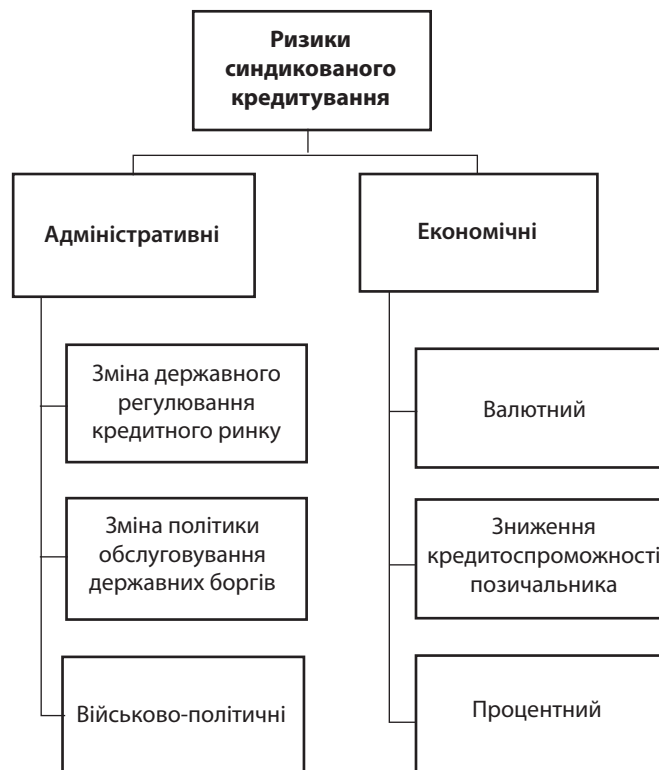 Ризики
синдикованого
кредитування
Адміністративні
Економічні
Зміна державного
регулювання
кредитного ринку
Валютний
Зміна політики
обслуговування
державних боргів
Зниження
кредитоспроможності
позичальника
Військово-політичні
Процентний